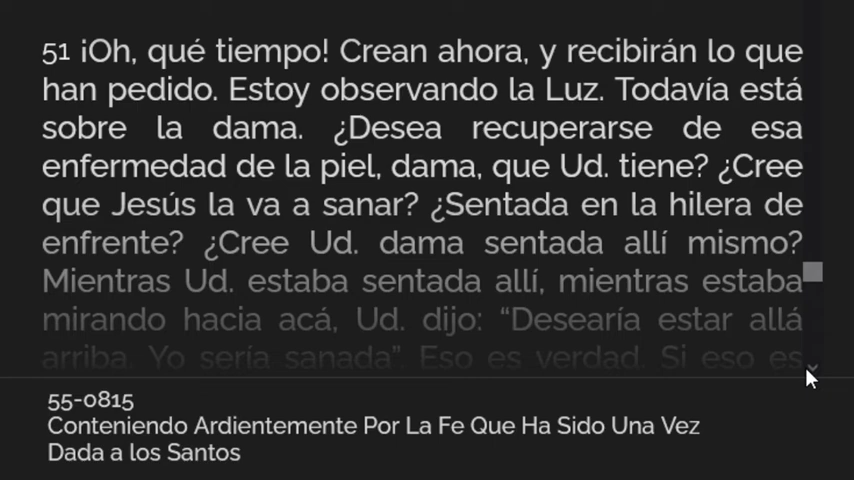 51 ¡Oh, qué tiempo! Crean ahora, y recibirán lo que
han pedido. Estoy observando la Luz. Todavía está
sobre la dama. ¿Desea recuperarse de esa
enfermedad de la piel, dama, que Ud. tiene? ¿Cree
que Jesús la va a sanar? ¿Sentada en la hilera de
enfrente? ¿Cree Ud. dama sentada allí mismo?
Mientras Ud. estaba sentada allí, mientras estaba
mirando hacia acá, Ud. dijo: “Desearía estar allá
arriba. Yo sería sanada”. Eso es verdad. Si eso es
55-0815
Conteniendo Ardientemente Por La Fe Que Ha Sido Una Vez
Dada a los Santos